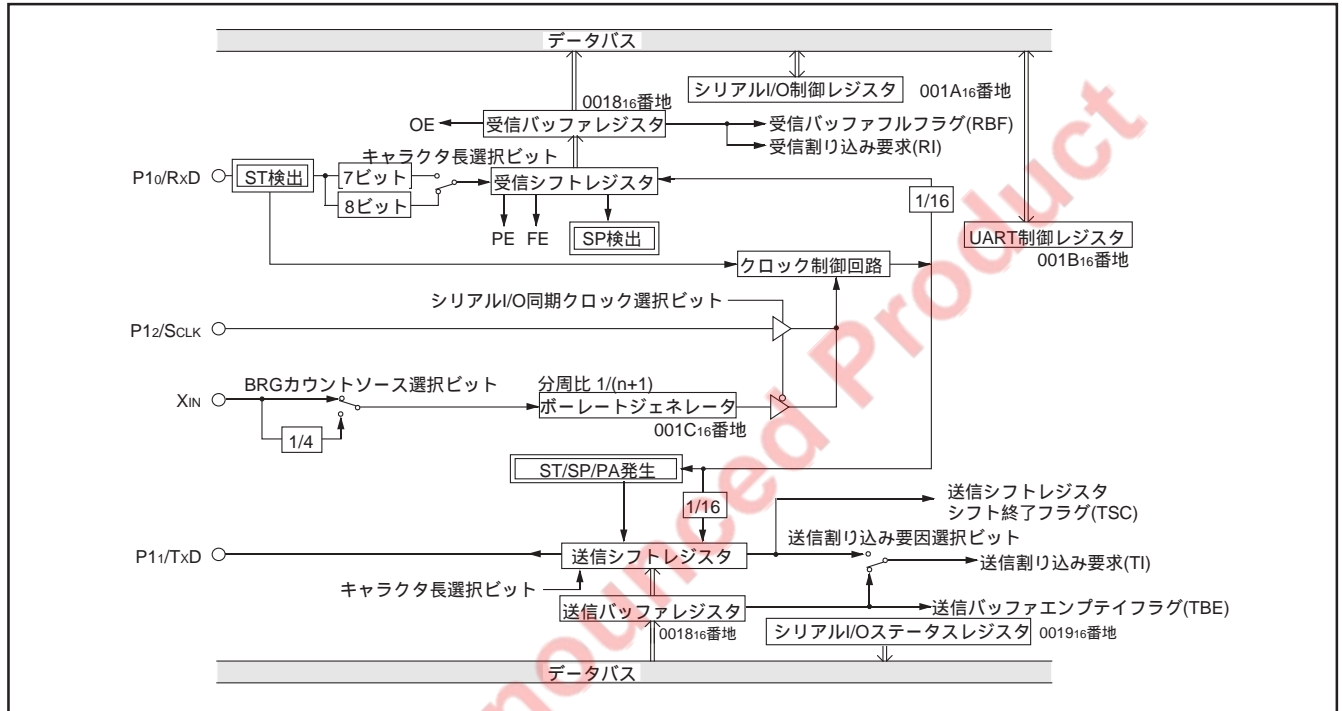 データバス
シリアルI/O制御レジスタ 001A16番地
001816番地
OE 受信バッファレジスタ 受信バッファフルフラグ(RBF)
受信割り込み要求(RI)
キャラクタ長選択ビット
P10/RXD ST検出 7ビット 受信シフトレジスタ
8ビット
1/16
PE FE SP検出
UART制御レジスタ
001B16番地
クロック制御回路
シリアルI/O同期クロック選択ビット
P12/SCLK
BRGカウントソース選択ビット 分周比 1/(n+1)
XIN ボーレートジェネレータ
001C16番地
1/4
ST/SP/PA発生
1/16
送信シフトレジスタ
シフト終了フラグ(TSC)
送信割り込み要因選択ビット
P11/TXD 送信シフトレジスタ 送信割り込み要求(TI)
キャラクタ長選択ビット
送信バッファレジスタ 送信バッファエンプテイフラグ(TBE)
001816番地 シリアルI/Oステータスレジスタ 001916番地
データバス
nounced Product